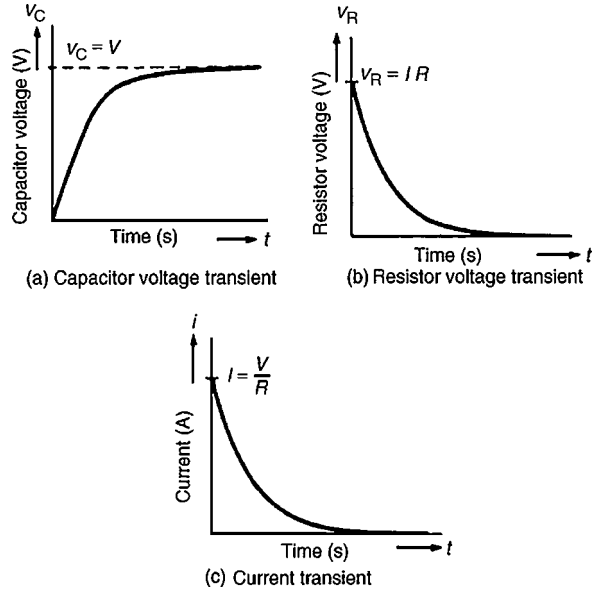 v_C
v_C = V
Capacitor voltage (V)
Time (s)
t
(a) Capacitor voltage transient
v_R
v_R = I R
Resistor voltage (V)
Time (s)
t
(b) Resistor voltage transient
i
I = V/R
Current (A)
Time (s)
t
(c) Current transient